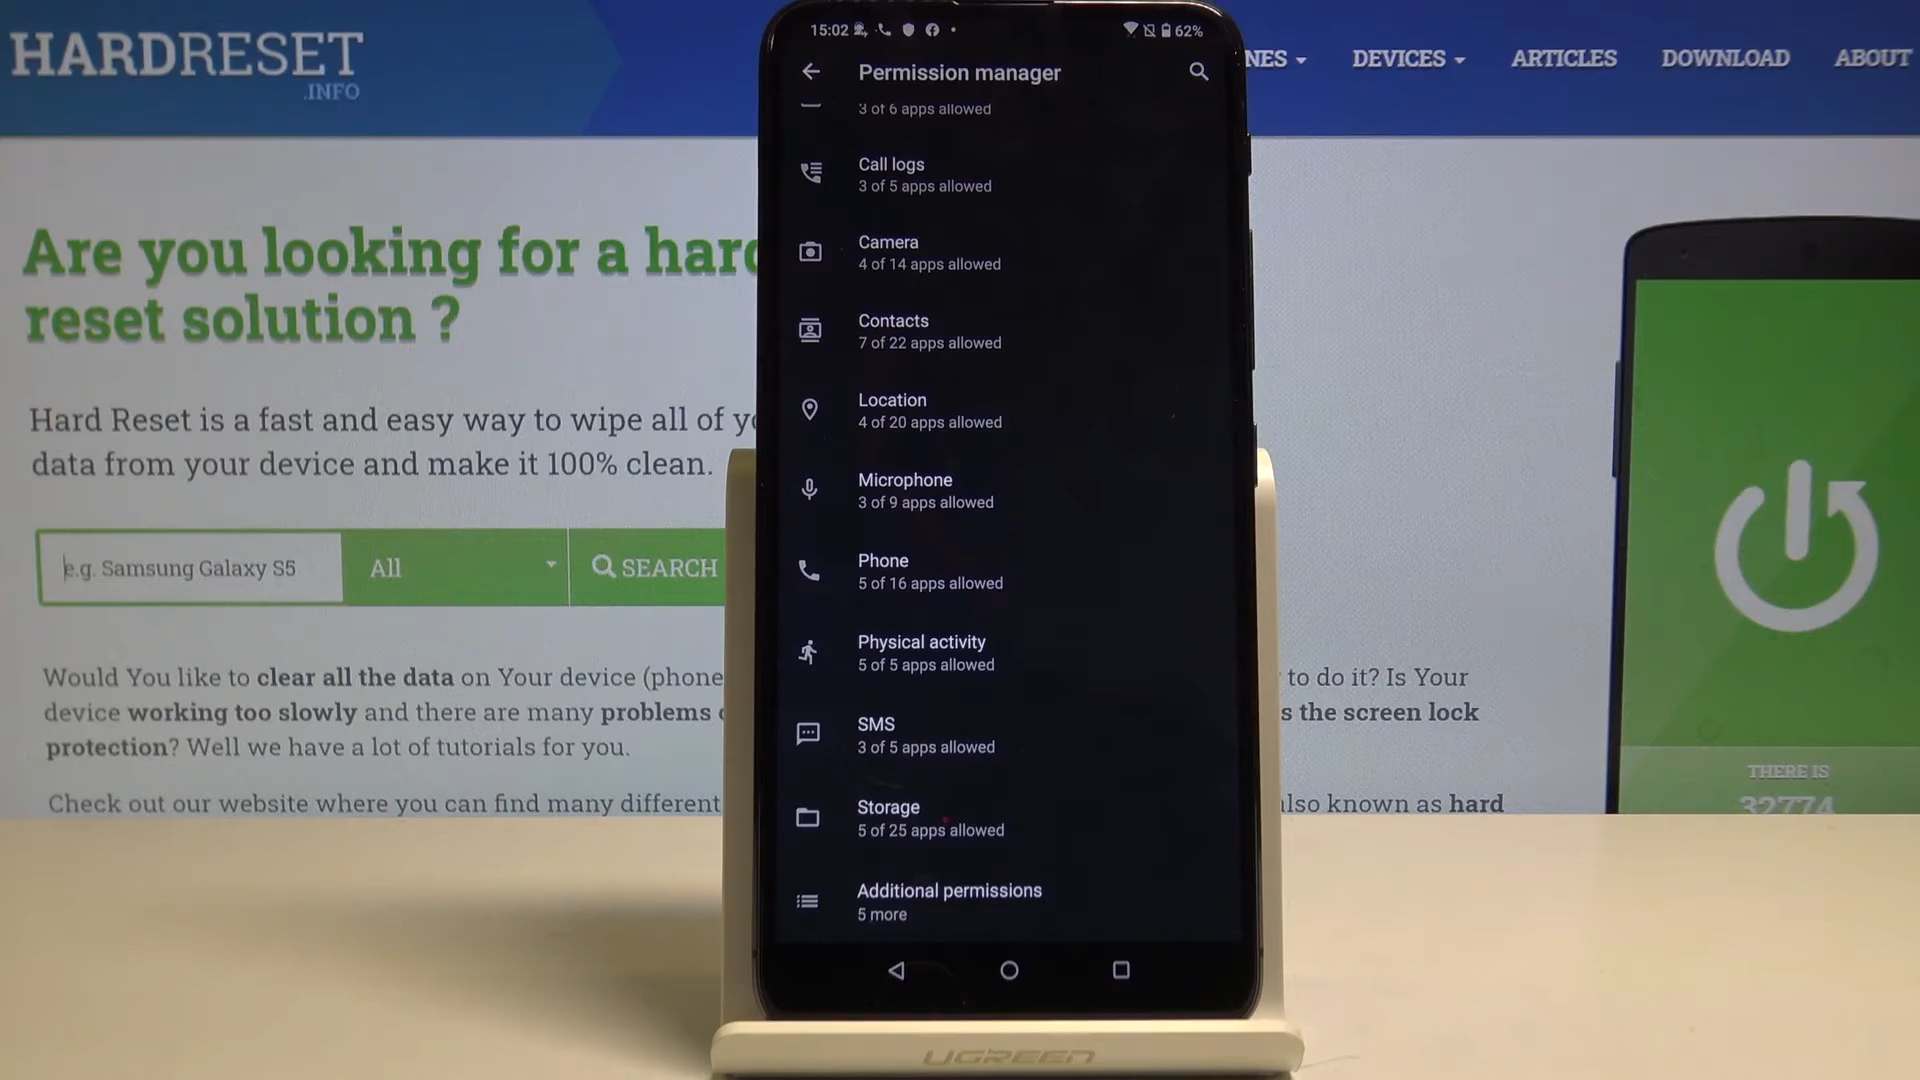 HARDRESET
.INFO
NES
DEVICES
ARTICLES
DOWNLOAD
ABOUT
Are you looking for a hard
reset solution ?
Hard Reset is a fast and easy way to wipe all of
data from your device and make it 100% clean.
e.g. Samsung Galaxy S5
All
SEARCH
Would You like to clear all the data on Your device (phone
to do it? Is Your
device working too slowly and there are many problems
s the screen lock
protection? Well we have a lot of tutorials for you.
Check out our website where you can find many different
also known as hard
THERE IS
32774
15:02
62%
Permission manager
3 of 6 apps allowed
Call logs
3 of 5 apps allowed
Camera
4 of 14 apps allowed
Contacts
7 of 22 apps allowed
Location
4 of 20 apps allowed
Microphone
3 of 9 apps allowed
Phone
5 of 16 apps allowed
Physical activity
5 of 5 apps allowed
SMS
3 of 5 apps allowed
Storage
5 of 25 apps allowed
Additional permissions
5 more
UGREEN